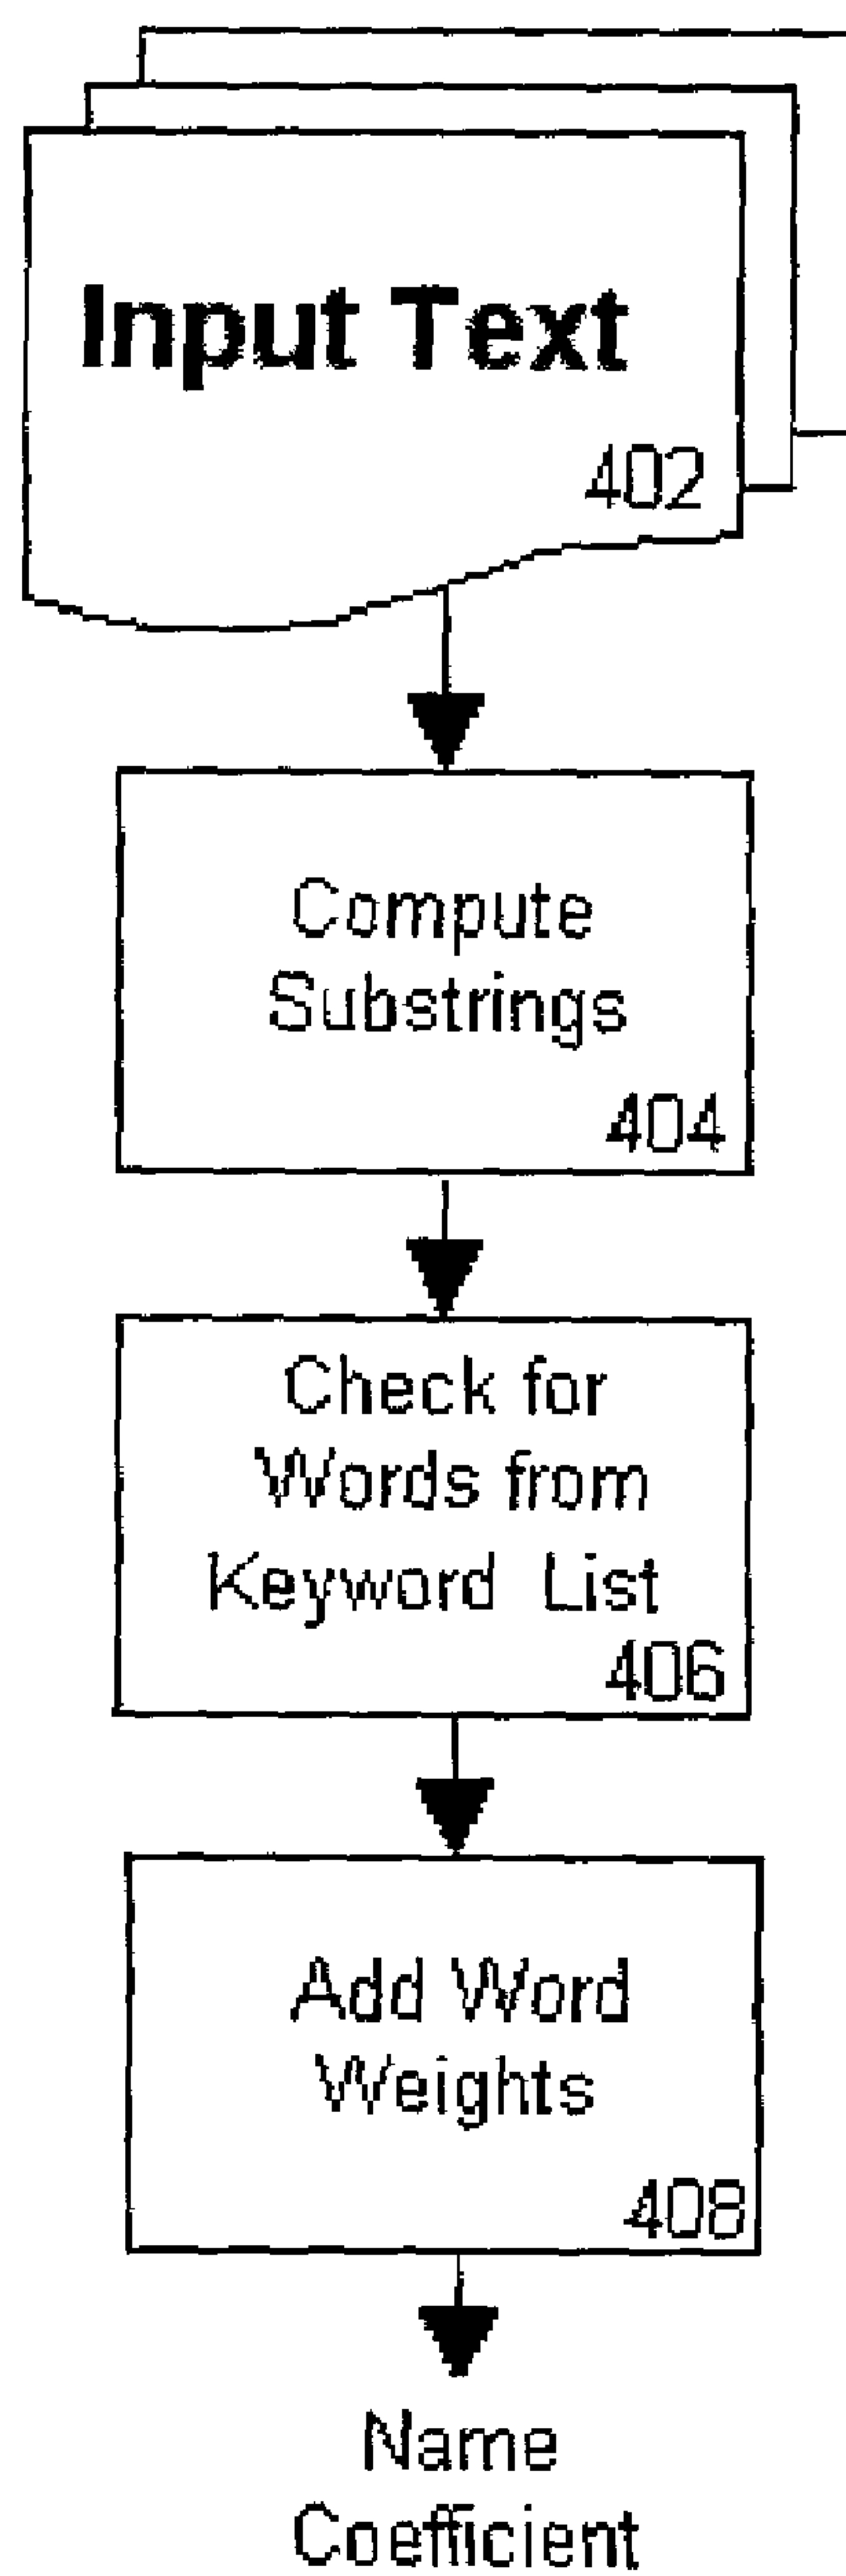 Input Text
402
Compute
Substrings
404
Check for
Words from
Keyword List
406
Add Word
Weights
408
Name
Coefficient